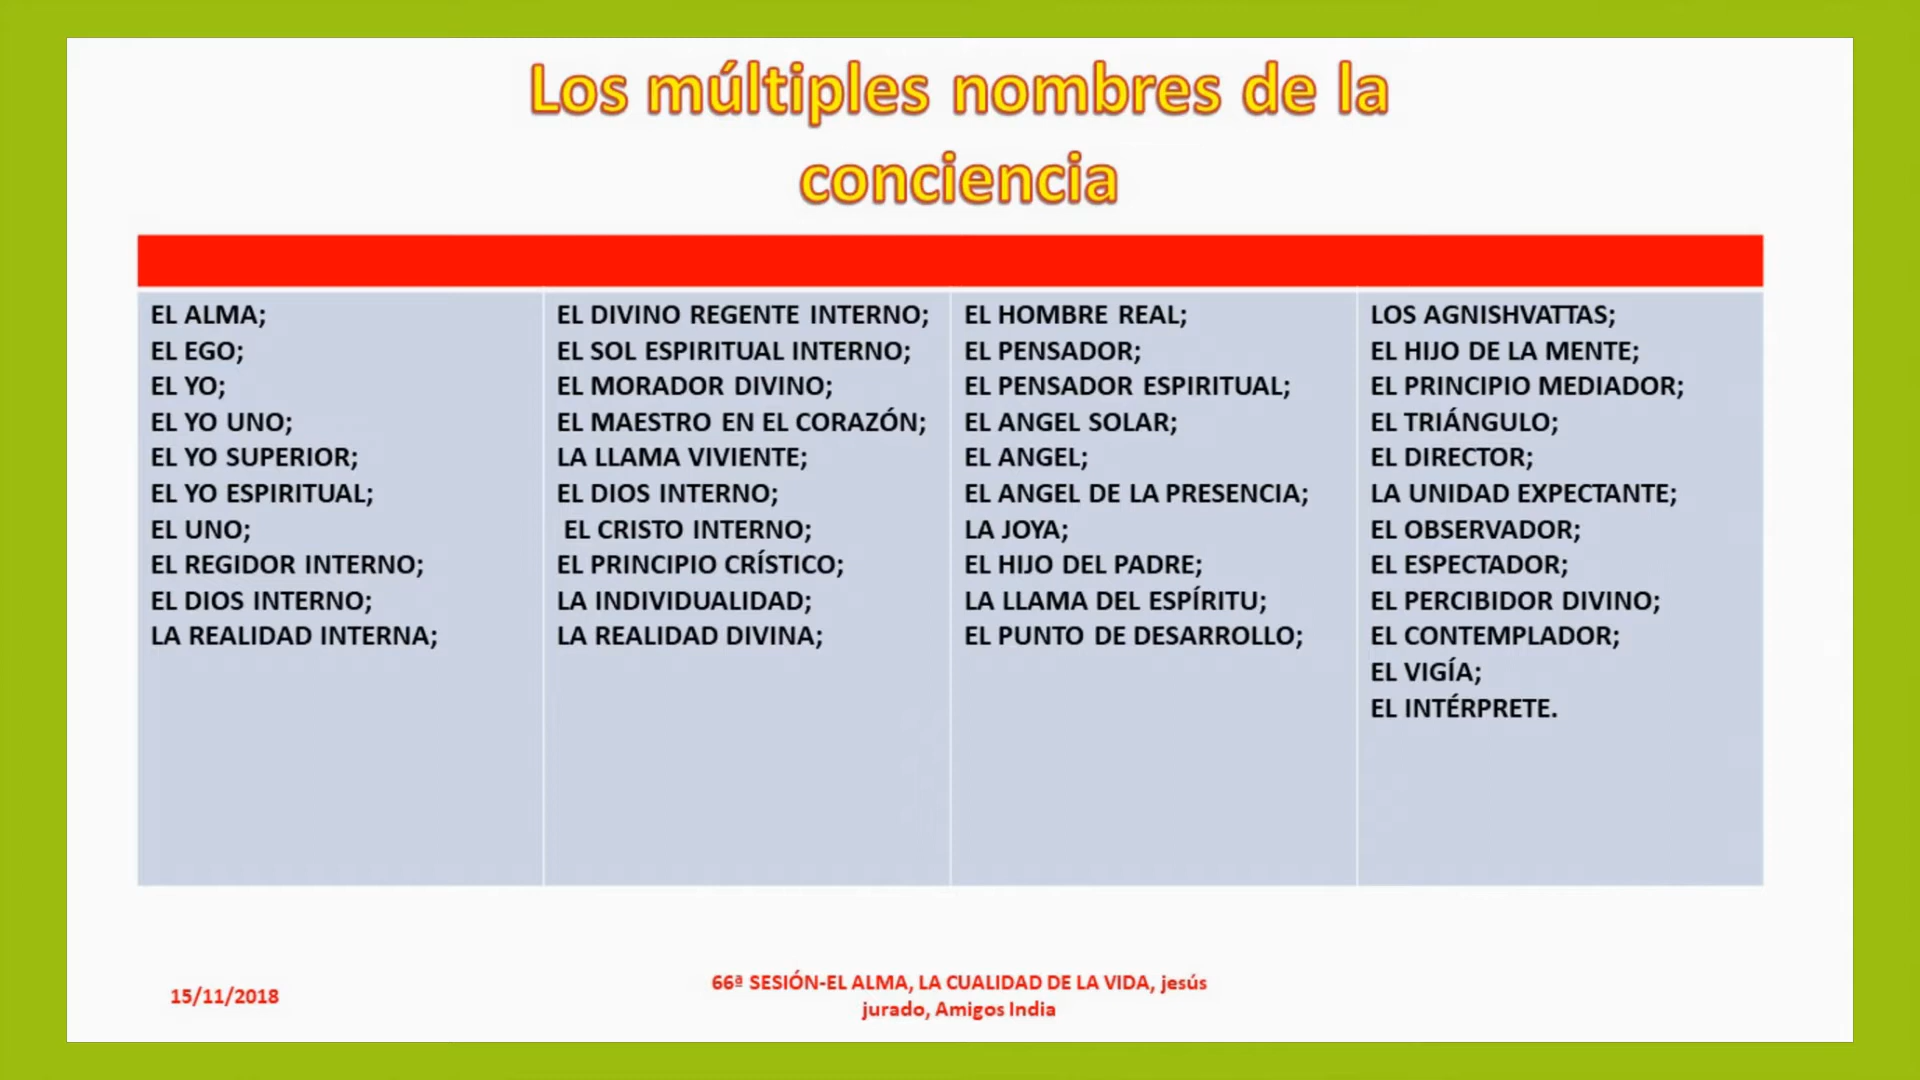 Los múltiples nombres de la
conciencia
EL ALMA;
EL EGO;
EL YO;
EL YO UNO;
EL YO SUPERIOR;
EL YO ESPIRITUAL;
EL UNO;
EL REGIDOR INTERNO;
EL DIOS INTERNO;
LA REALIDAD INTERNA;
EL DIVINO REGENTE INTERNO;
EL SOL ESPIRITUAL INTERNO;
EL MORADOR DIVINO;
EL MAESTRO EN EL CORAZÓN;
LA LLAMA VIVIENTE;
EL DIOS INTERNO;
EL CRISTO INTERNO;
EL PRINCIPIO CRÍSTICO;
LA INDIVIDUALIDAD;
LA REALIDAD DIVINA;
EL HOMBRE REAL;
EL PENSADOR;
EL PENSADOR ESPIRITUAL;
EL ANGEL SOLAR;
EL ANGEL;
EL ANGEL DE LA PRESENCIA;
LA JOYA;
EL HIJO DEL PADRE;
LA LLAMA DEL ESPÍRITU;
EL PUNTO DE DESARROLLO;
LOS AGNISHVATTAS;
EL HIJO DE LA MENTE;
EL PRINCIPIO MEDIADOR;
EL TRIÁNGULO;
EL DIRECTOR;
LA UNIDAD EXPECTANTE;
EL OBSERVADOR;
EL ESPECTADOR;
EL PERCIBIDOR DIVINO;
EL CONTEMPLADOR;
EL VIGÍA;
EL INTÉRPRETE.
15/11/2018
66ª SESIÓN-EL ALMA, LA CUALIDAD DE LA VIDA, jesús
jurado, Amigos India